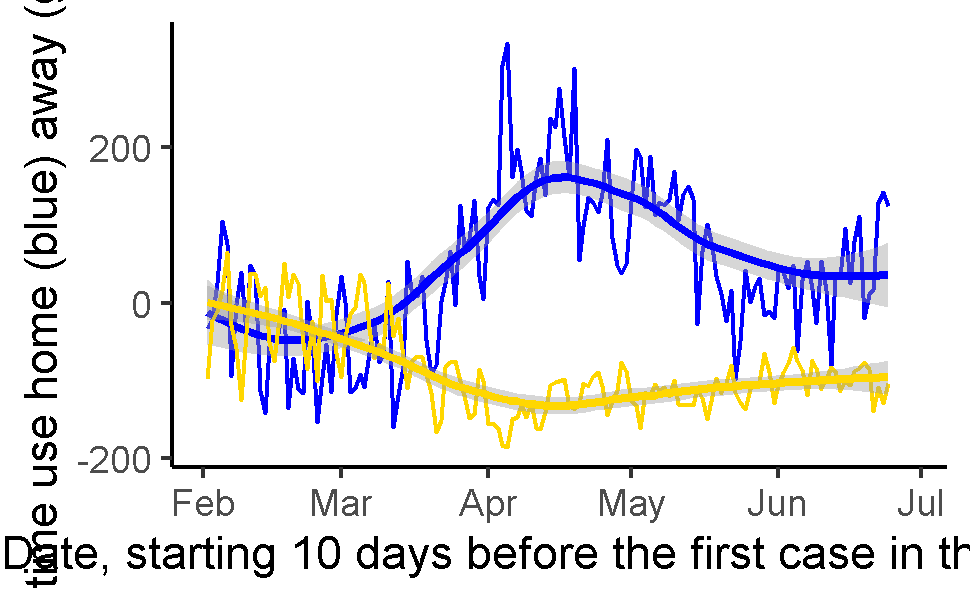 time use home (blue) away (
200
0
-200
Feb Mar Apr May Jun Jul
Date, starting 10 days before the first case in th